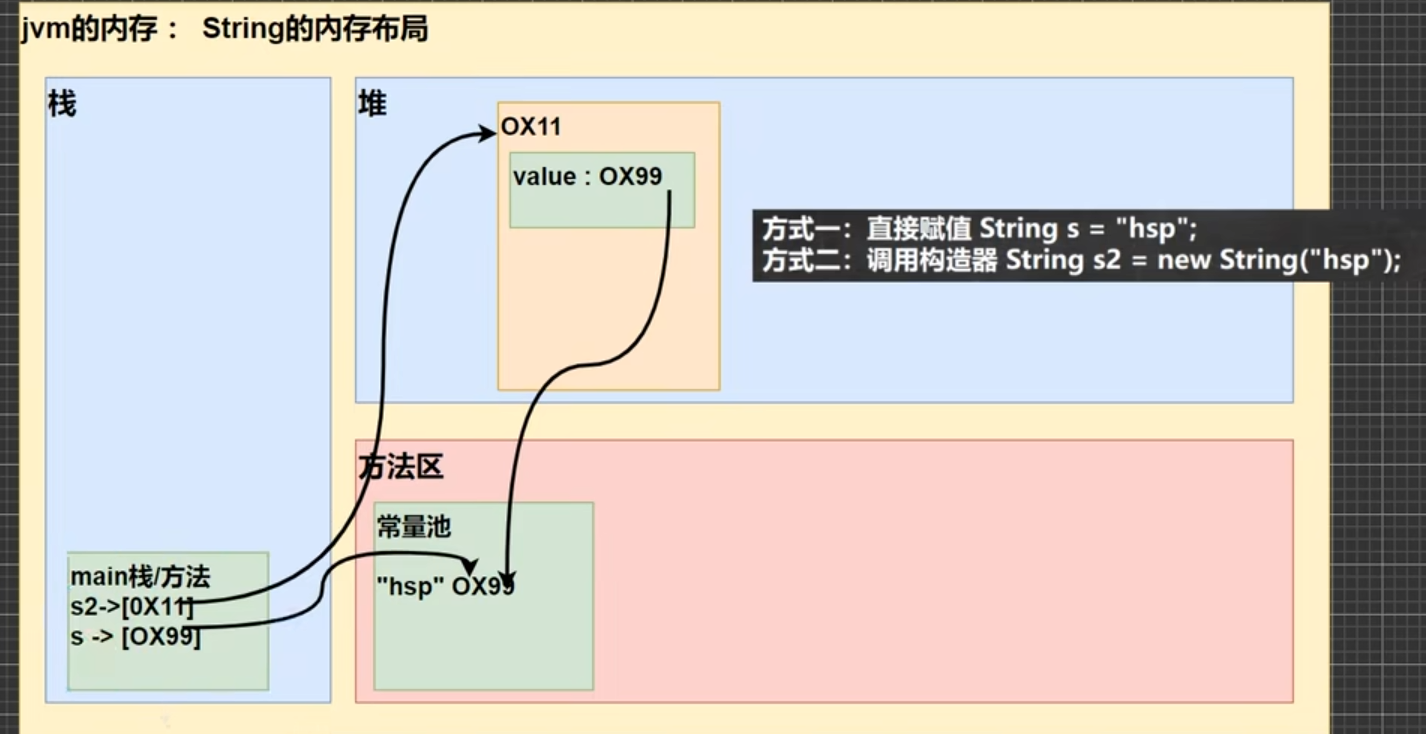 jvm的内存： String的内存布局
栈
堆
OX11
value : OX99
方式一：直接赋值 String s = "hsp";
方式二：调用构造器 String s2 = new String("hsp");
方法区
常量池
"hsp" OX99
main栈/方法
s2->[0X11]
s -> [OX99]